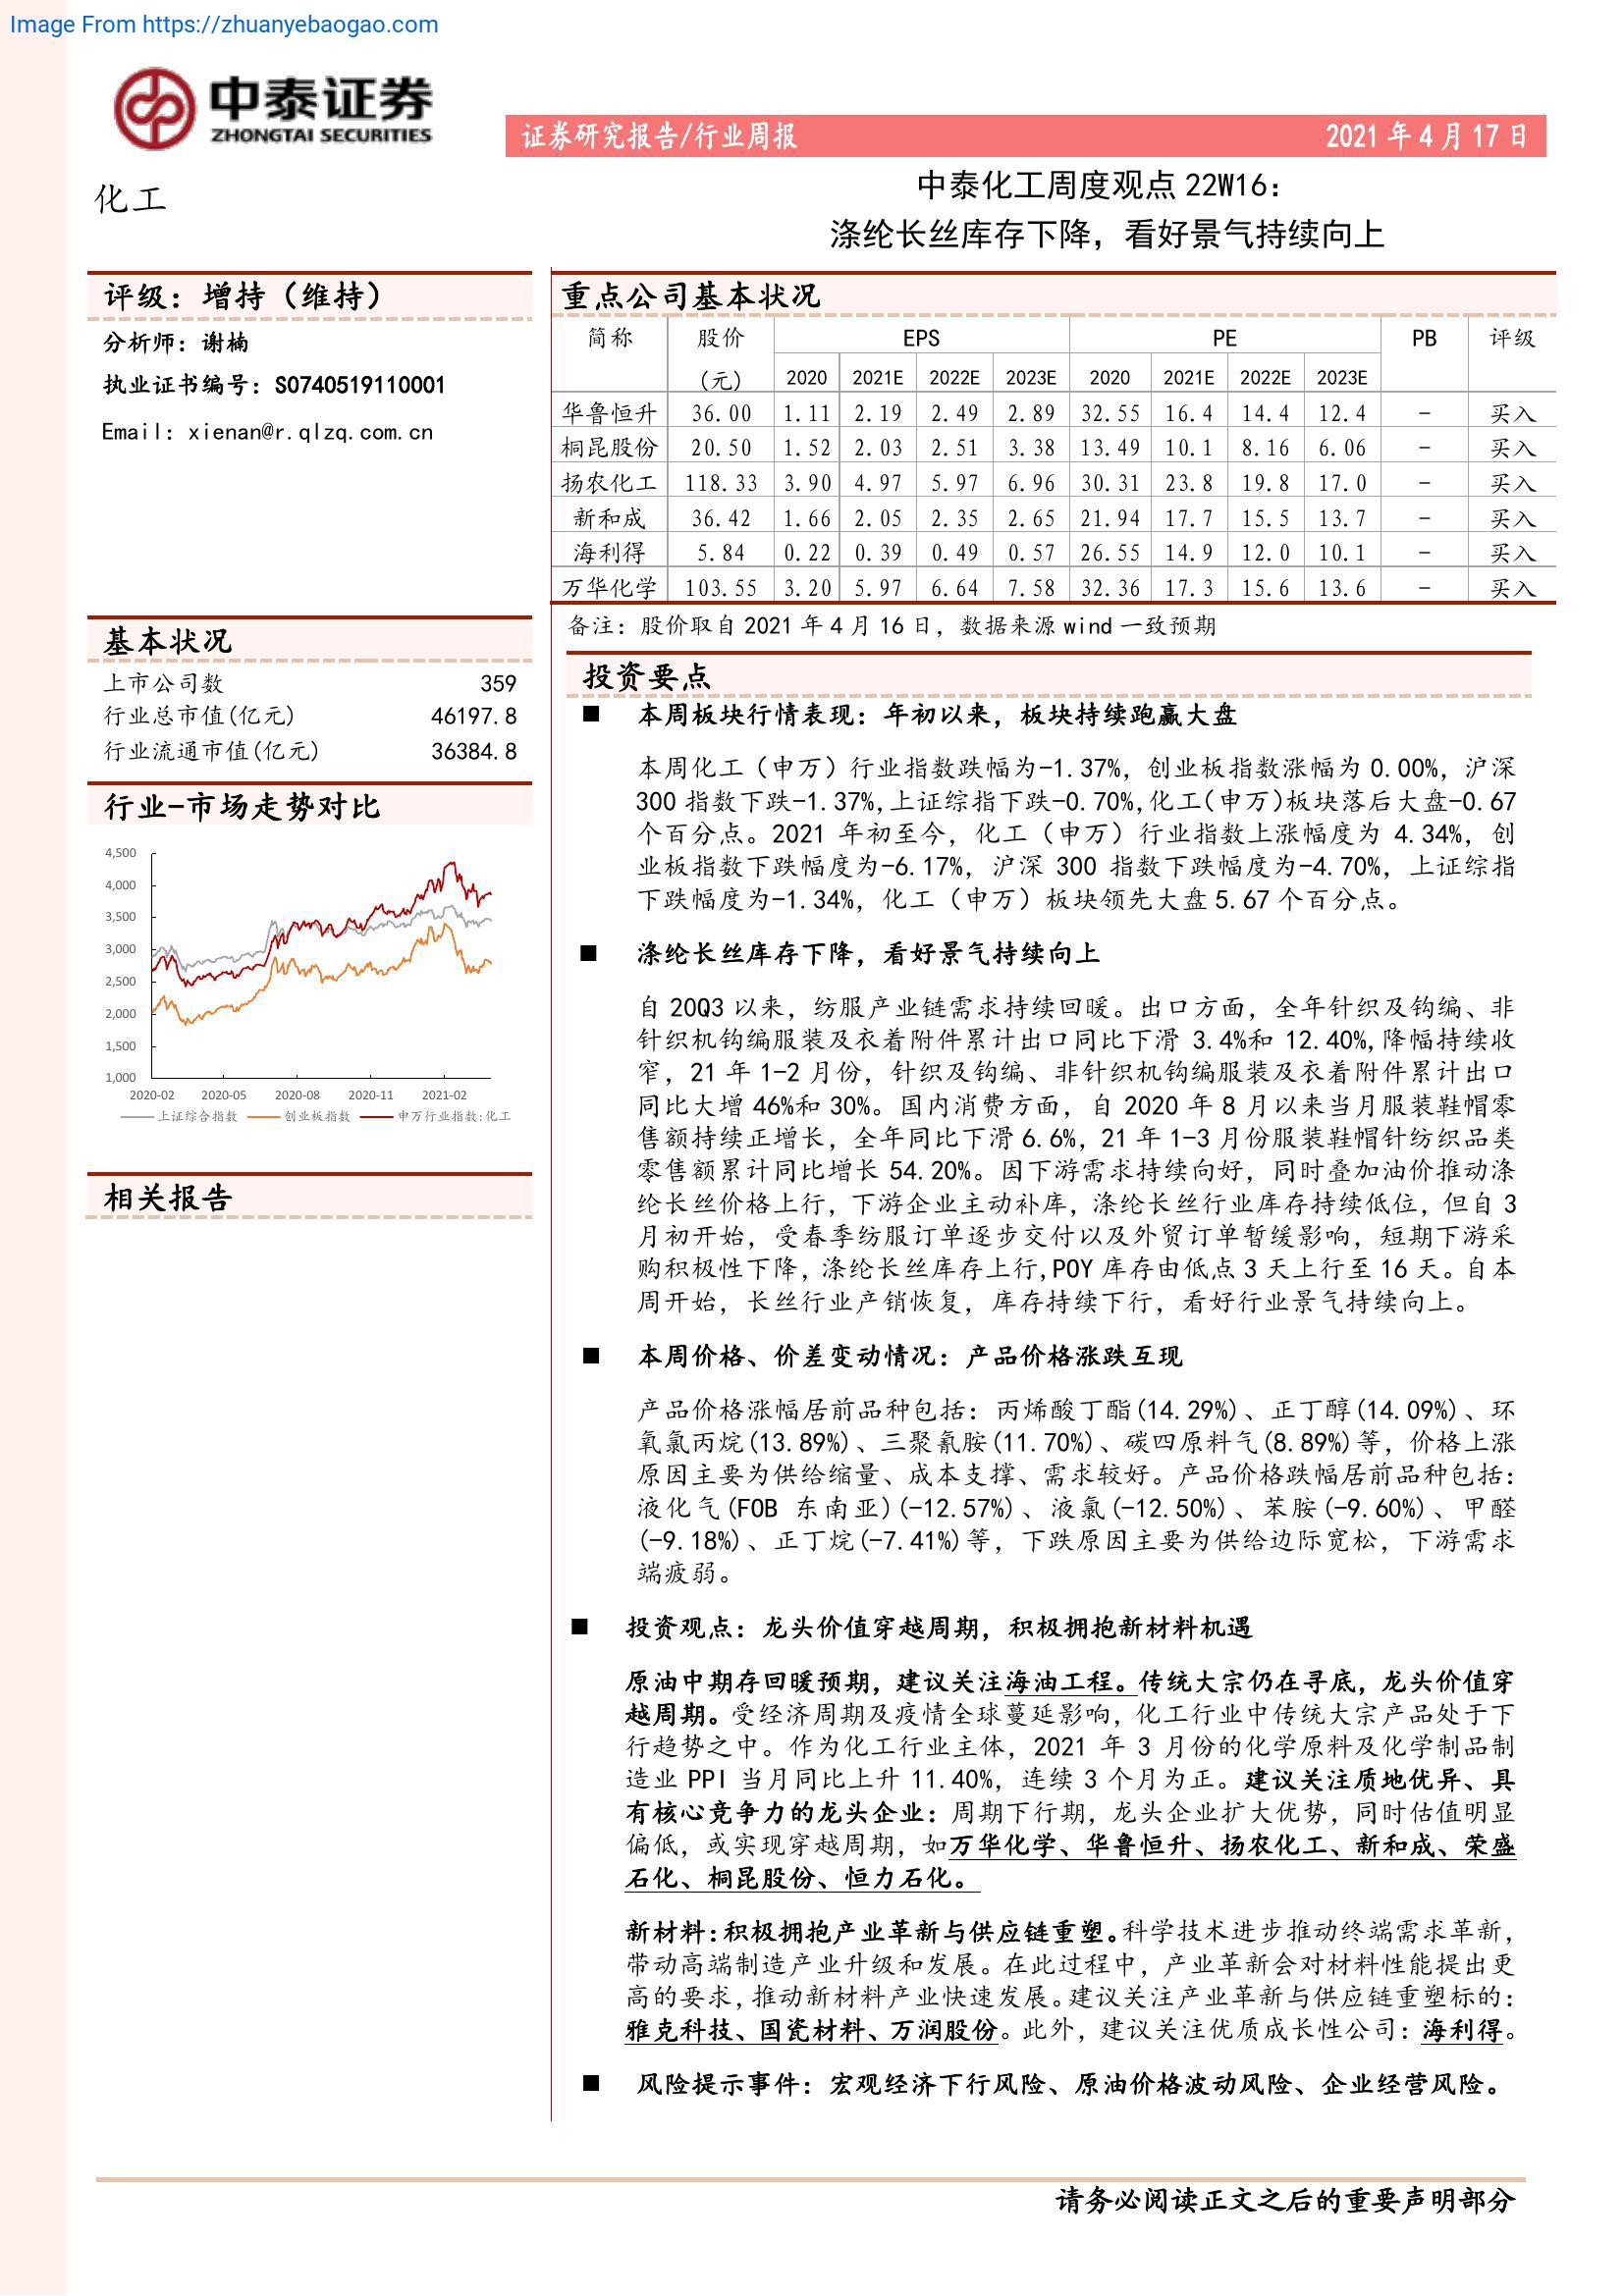 Image From https://zhuanyebaogao.com
中泰证券
ZHONGTAI SECURITIES
证券研究报告/行业周报 2021 年 4 月 17 日
化工
中泰化工周度观点 22W16：
涤纶长丝库存下降，看好景气持续向上
评级：增持（维持）
分析师：谢楠
执业证书编号：S0740519110001
Email：xienan@r.qlzq.com.cn
基本状况
上市公司数 359
行业总市值(亿元) 46197.8
行业流通市值(亿元) 36384.8
行业-市场走势对比
4,500
4,000
3,500
3,000
2,500
2,000
1,500
1,000
2020-02 2020-05 2020-08 2020-11 2021-02
上证综合指数 创业板指数 申万行业指数:化工
相关报告
重点公司基本状况
简称 股价 EPS PE PB 评级
(元) 2020 2021E 2022E 2023E 2020 2021E 2022E 2023E
华鲁恒升 36.00 1.11 2.19 2.49 2.89 32.55 16.4 14.4 12.4 - 买入
桐昆股份 20.50 1.52 2.03 2.51 3.38 13.49 10.1 8.16 6.06 - 买入
扬农化工 118.33 3.90 4.97 5.97 6.96 30.31 23.8 19.8 17.0 - 买入
新和成 36.42 1.66 2.05 2.35 2.65 21.94 17.7 15.5 13.7 - 买入
海利得 5.84 0.22 0.39 0.49 0.57 26.55 14.9 12.0 10.1 - 买入
万华化学 103.55 3.20 5.97 6.64 7.58 32.36 17.3 15.6 13.6 - 买入
备注：股价取自 2021 年 4 月 16 日，数据来源 wind 一致预期
投资要点
■ 本周板块行情表现：年初以来，板块持续跑赢大盘
本周化工（申万）行业指数跌幅为-1.37%，创业板指数涨幅为 0.00%，沪深
300 指数下跌-1.37%,上证综指下跌-0.70%,化工(申万)板块落后大盘-0.67
个百分点。2021 年初至今，化工（申万）行业指数上涨幅度为 4.34%，创
业板指数下跌幅度为-6.17%，沪深 300 指数下跌幅度为-4.70%，上证综指
下跌幅度为-1.34%，化工（申万）板块领先大盘 5.67 个百分点。
■ 涤纶长丝库存下降，看好景气持续向上
自 20Q3 以来，纺服产业链需求持续回暖。出口方面，全年针织及钩编、非
针织机钩编服装及衣着附件累计出口同比下滑 3.4%和 12.40%,降幅持续收
窄，21 年 1-2 月份，针织及钩编、非针织机钩编服装及衣着附件累计出口
同比大增 46%和 30%。国内消费方面，自 2020 年 8 月以来当月服装鞋帽零
售额持续正增长，全年同比下滑 6.6%，21 年 1-3 月份服装鞋帽针纺织品类
零售额累计同比增长 54.20%。因下游需求持续向好，同时叠加油价推动涤
纶长丝价格上行，下游企业主动补库，涤纶长丝行业库存持续低位，但自 3
月初开始，受春季纺服订单逐步交付以及外贸订单暂缓影响，短期下游采
购积极性下降，涤纶长丝库存上行,POY 库存由低点 3 天上行至 16 天。自本
周开始，长丝行业产销恢复，库存持续下行，看好行业景气持续向上。
■ 本周价格、价差变动情况：产品价格涨跌互现
产品价格涨幅居前品种包括：丙烯酸丁酯(14.29%)、正丁醇(14.09%)、环
氧氯丙烷(13.89%)、三聚氰胺(11.70%)、碳四原料气(8.89%)等，价格上涨
原因主要为供给缩量、成本支撑、需求较好。产品价格跌幅居前品种包括：
液化气(FOB 东南亚)(-12.57%)、液氯(-12.50%)、苯胺(-9.60%)、甲醛
(-9.18%)、正丁烷(-7.41%)等，下跌原因主要为供给边际宽松，下游需求
端疲弱。
■ 投资观点：龙头价值穿越周期，积极拥抱新材料机遇
原油中期存回暖预期，建议关注海油工程。传统大宗仍在寻底，龙头价值穿
越周期。受经济周期及疫情全球蔓延影响，化工行业中传统大宗产品处于下
行趋势之中。作为化工行业主体，2021 年 3 月份的化学原料及化学制品制
造业 PPI 当月同比上升 11.40%，连续 3 个月为正。建议关注质地优异、具
有核心竞争力的龙头企业：周期下行期，龙头企业扩大优势，同时估值明显
偏低，或实现穿越周期，如万华化学、华鲁恒升、扬农化工、新和成、荣盛
石化、桐昆股份、恒力石化。
新材料：积极拥抱产业革新与供应链重塑。科学技术进步推动终端需求革新，
带动高端制造产业升级和发展。在此过程中，产业革新会对材料性能提出更
高的要求，推动新材料产业快速发展。建议关注产业革新与供应链重塑标的：
雅克科技、国瓷材料、万润股份。此外，建议关注优质成长性公司：海利得。
■ 风险提示事件：宏观经济下行风险、原油价格波动风险、企业经营风险。
请务必阅读正文之后的重要声明部分